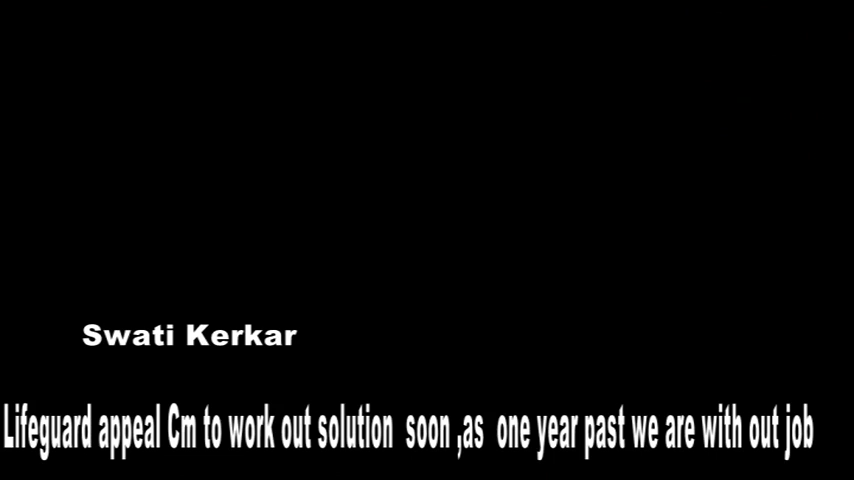 Swati Kerkar
Lifeguard appeal Cm to work out solution soon ,as one year past we are with out job